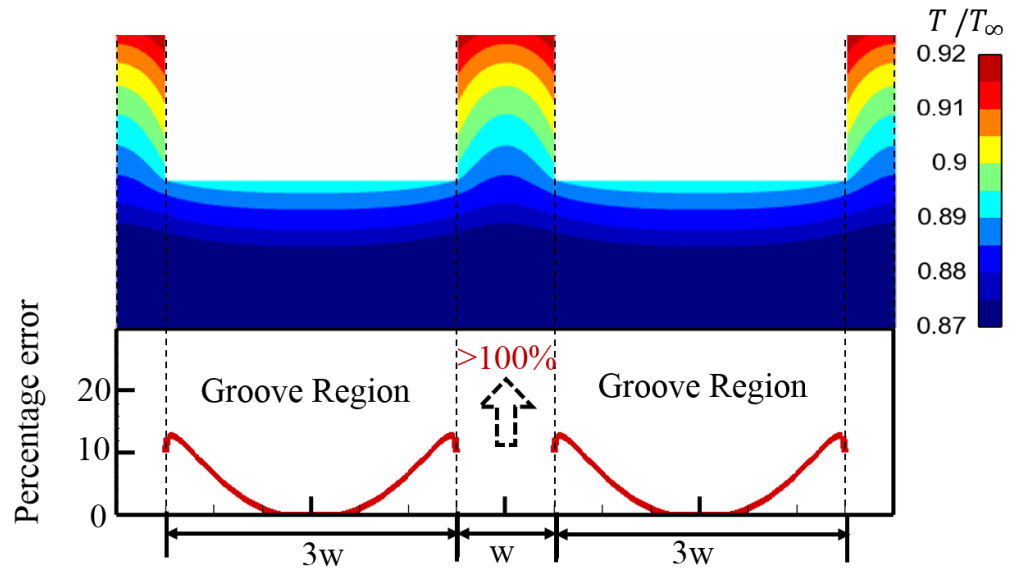 T /T∞
0.92
0.91
0.9
0.89
0.88
0.87
Percentage error
20
10
0
>100%
Groove Region
Groove Region
3w
w
3w